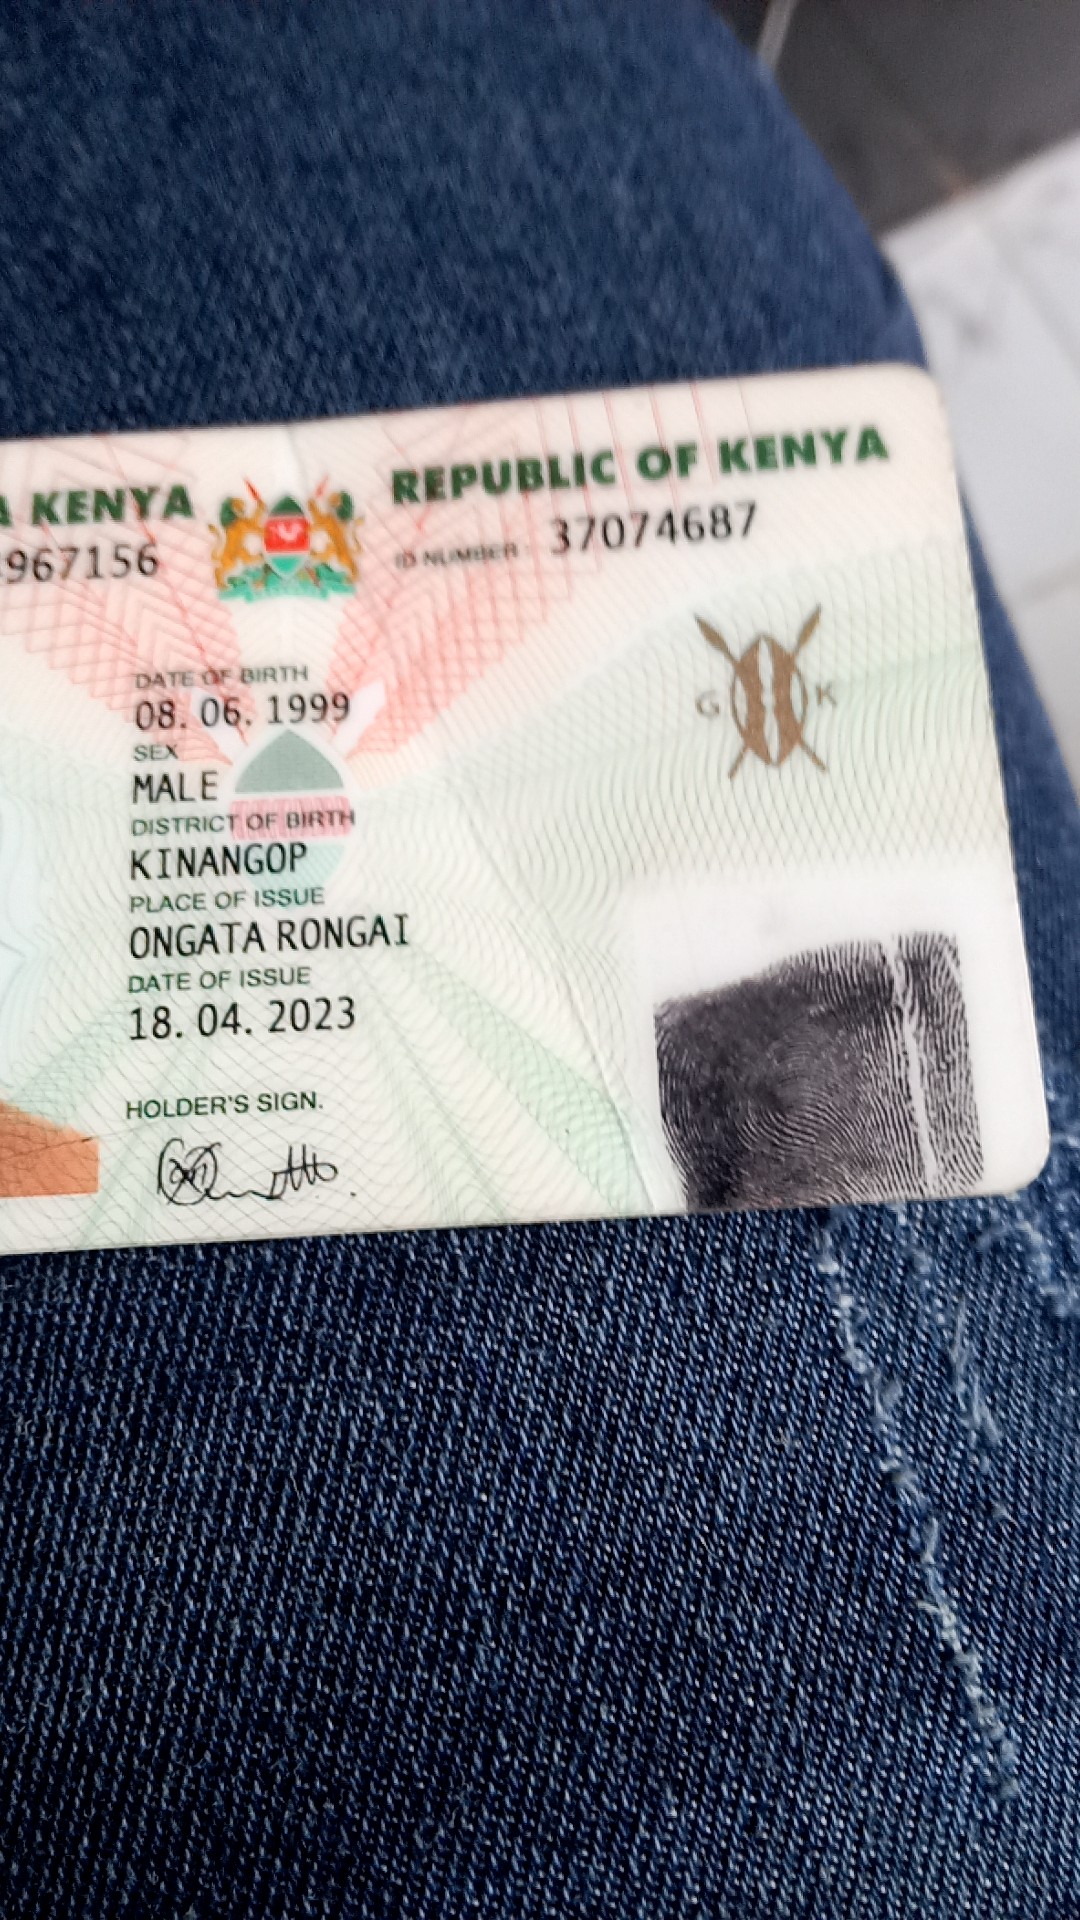 A KENYA
REPUBLIC OF KENYA
967156
ID NUMBER: 37074687
G K
DATE OF BIRTH
08. 06. 1999
SEX
MALE
DISTRICT OF BIRTH
KINANGOP
PLACE OF ISSUE
ONGATA RONGAI
DATE OF ISSUE
18. 04. 2023
HOLDER'S SIGN.